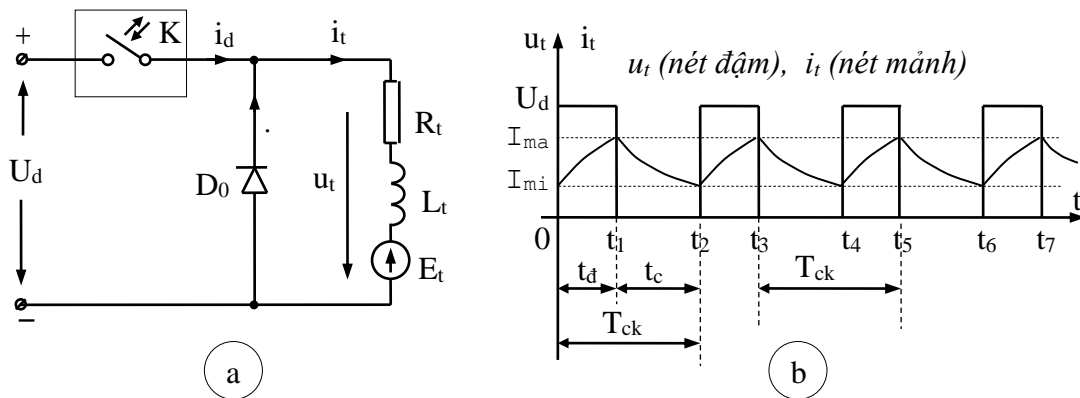 +
K
i_d
i_t
R_t
U_d
D_0
u_t
L_t
E_t
_
a
u_t i_t
u_t (nét đậm), i_t (nét mảnh)
U_d
I_ma
I_mi
t
0 t_1 t_2 t_3 t_4 t_5 t_6 t_7
t_đ t_c T_ck
T_ck
b